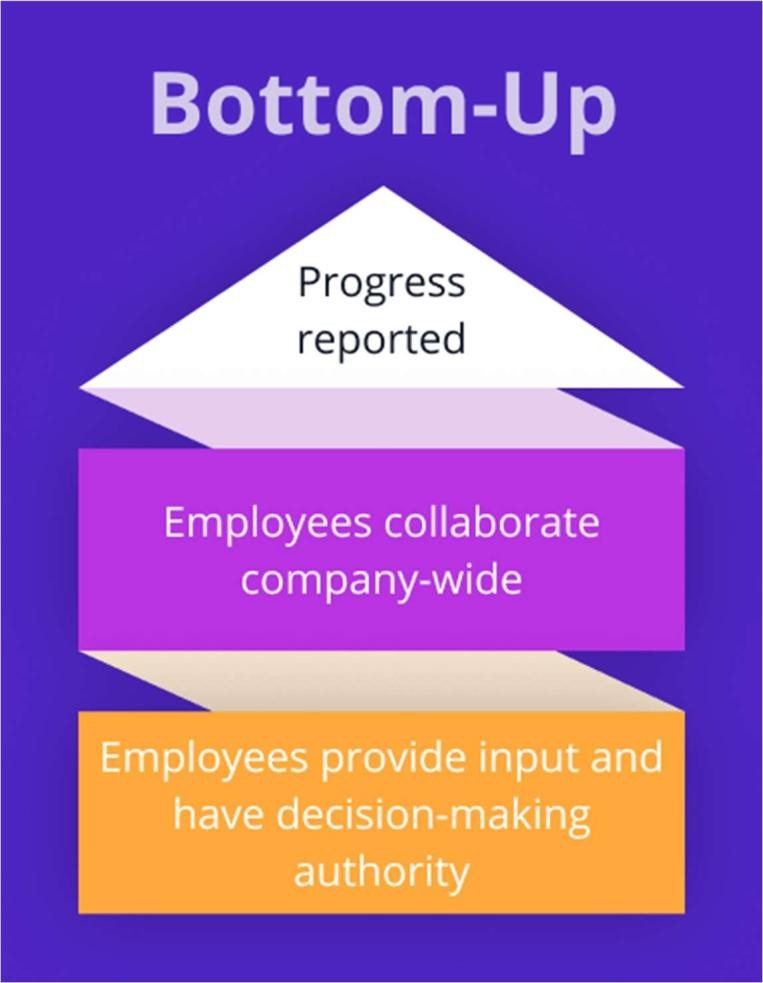 Bottom-Up
Progress
reported
Employees collaborate
company-wide
Employees provide input and
have decision-making
authority